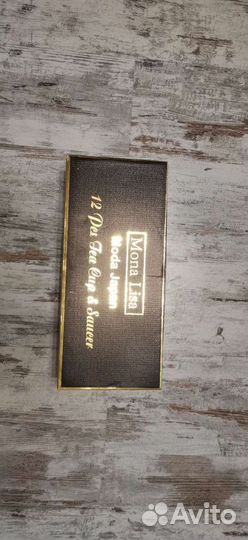 Mona Lisa
Moda Japan
12 Pcs Tea Cup & Saucer
Avito